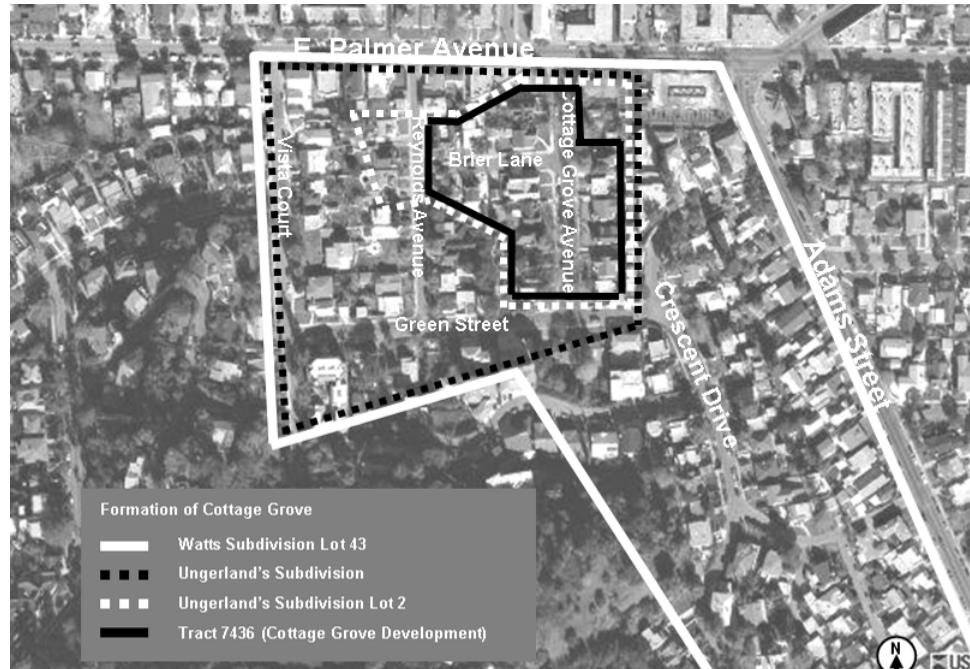 E. Palmer Avenue
Vista Court
Reynolds Avenue
Brier Lane
Cottage Grove Avenue
Green Street
Crescent Drive
Adams Street
Formation of Cottage Grove
Watts Subdivision Lot 43
Ungerland's Subdivision
Ungerland's Subdivision Lot 2
Tract 7436 (Cottage Grove Development)
N
US